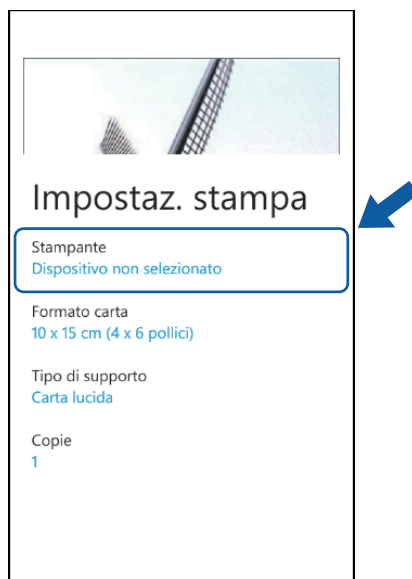 Impostaz. stampa
Stampante
Dispositivo non selezionato
Formato carta
10 x 15 cm (4 x 6 pollici)
Tipo di supporto
Carta lucida
Copie
1